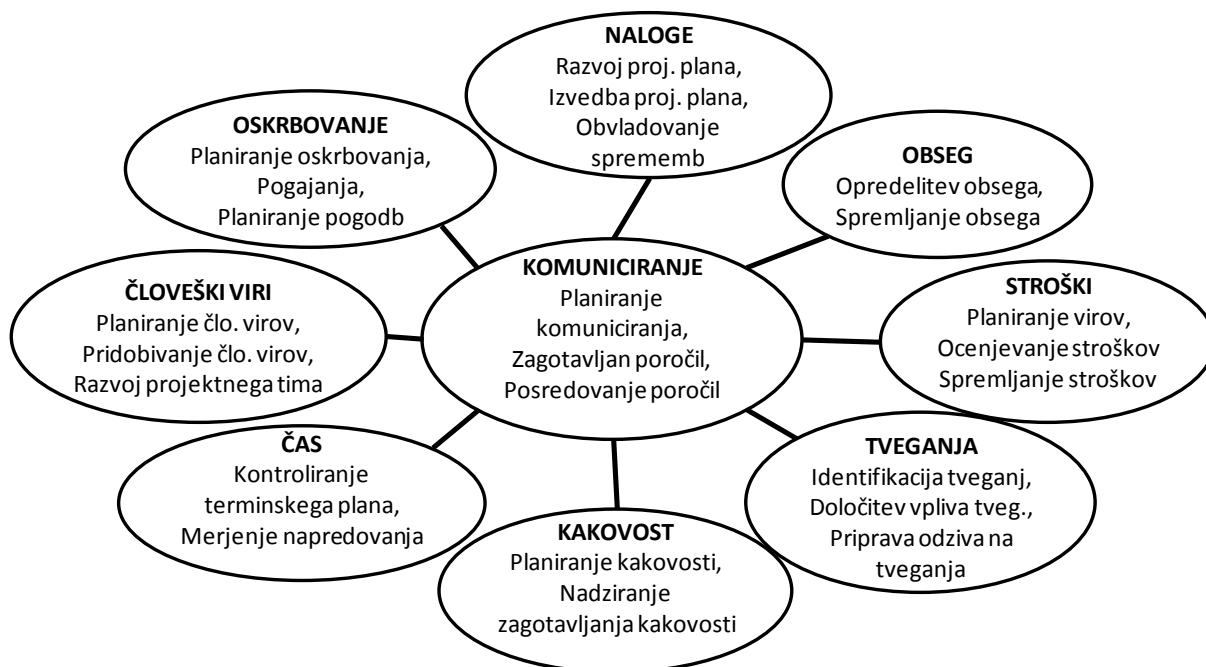 NALOGE
Razvoj proj. plana,
Izvedba proj. plana,
Obvladovanje
sprememb
OSKRBOVANJE
Planiranje oskrbovanja,
Pogajanja,
Planiranje pogodb
OBSEG
Opredelitev obsega,
Spremljanje obsega
ČLOVEŠKI VIRI
Planiranje člo. virov,
Pridobivanje člo. virov,
Razvoj projektnega tima
KOMUNICIRANJE
Planiranje
komuniciranja,
Zagotavljan poročil,
Posredovanje poročil
STROŠKI
Planiranje virov,
Ocenjevanje stroškov
Spremljanje stroškov
ČAS
Kontroliranje
terminskega plana,
Merjenje napredovanja
KAKOVOST
Planiranje kakovosti,
Nadziranje
zagotavljanja kakovosti
TVEGANJA
Identifikacija tveganj,
Določitev vpliva tveg.,
Priprava odziva na
tveganja